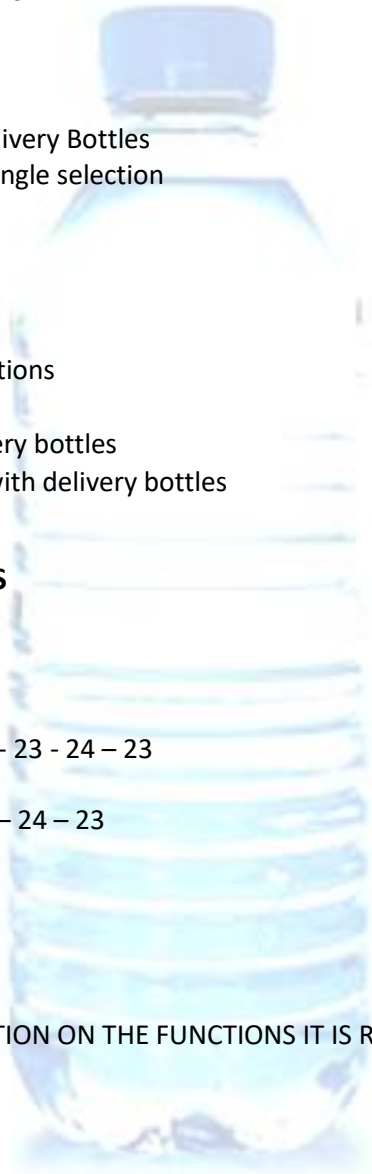 ivery Bottles
ngle selection
tions
ery bottles
with delivery bottles
S
– 23 - 24 – 23
– 24 – 23
TION ON THE FUNCTIONS IT IS R